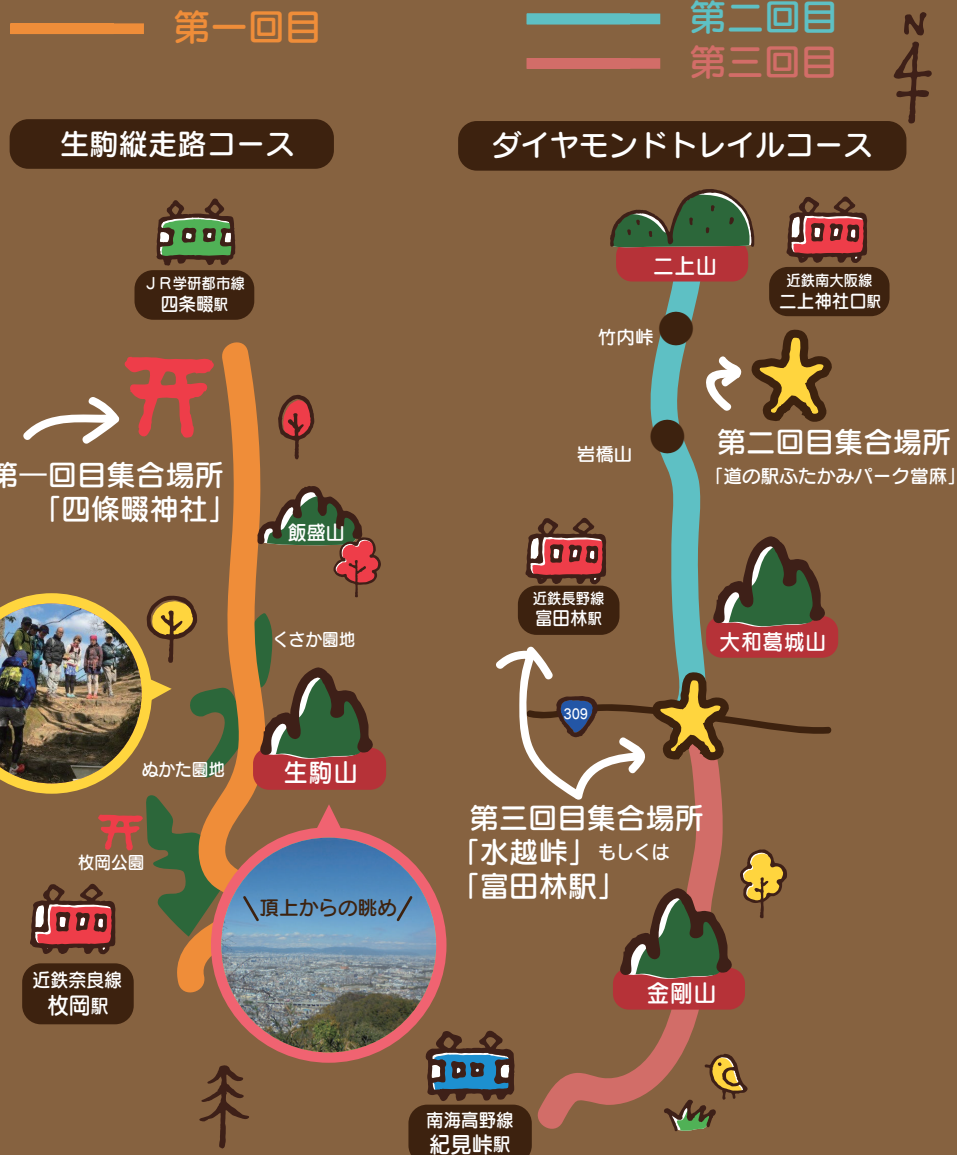 第一回目
第二回目
第三回目
N
生駒縦走路コース
ダイヤモンドトレイルコース
JR学研都市線
四条畷駅
第一回目集合場所
「四條畷神社」
飯盛山
くさか園地
ぬかた園地
生駒山
枚岡公園
近鉄奈良線
枚岡駅
\頂上からの眺め/
二上山
近鉄南大阪線
二上神社口駅
竹内峠
岩橋山
第二回目集合場所
「道の駅ふたかみパーク當麻」
近鉄長野線
富田林駅
大和葛城山
309
第三回目集合場所
「水越峠」もしくは
「富田林駅」
金剛山
南海高野線
紀見峠駅